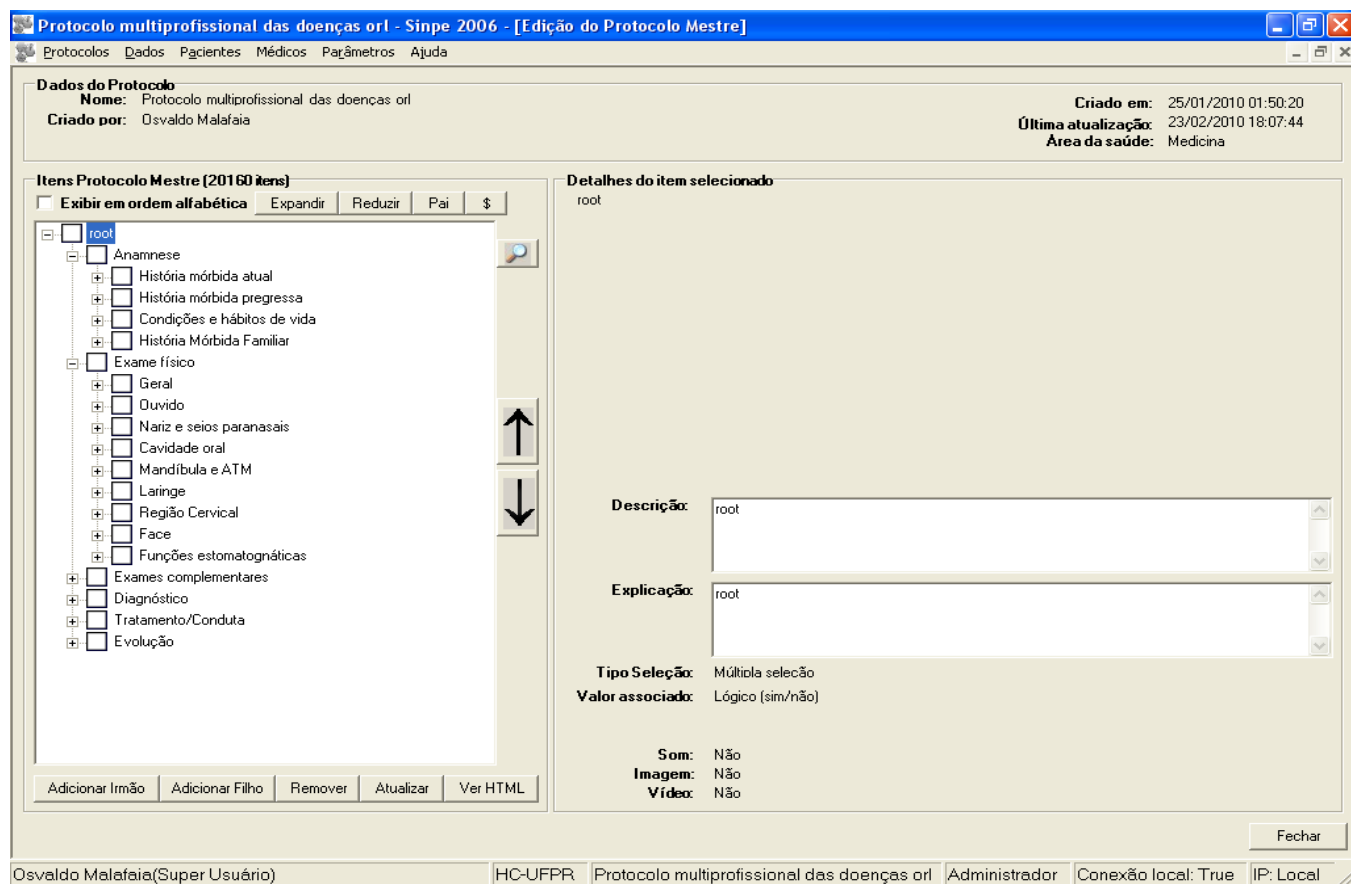 Protocolo multiprofissional das doenças orl - Sinpe 2006 - [Edição do Protocolo Mestre]
Protocolos Dados Pacientes Médicos Parâmetros Ajuda
Dados do Protocolo
Nome: Protocolo multiprofissional das doenças orl
Criado por: Osvaldo Malafaia
Criado em: 25/01/2010 01:50:20
Última atualização: 23/02/2010 18:07:44
Área da saúde: Medicina
Itens Protocolo Mestre (20160 itens)
Exibir em ordem alfabética Expandir Reduzir Pai $
root
Anamnese
História mórbida atual
História mórbida pregressa
Condições e hábitos de vida
História Mórbida Familiar
Exame físico
Geral
Ouvido
Nariz e seios paranasais
Cavidade oral
Mandíbula e ATM
Laringe
Região Cervical
Face
Funções estomatognáticas
Exames complementares
Diagnóstico
Tratamento/Conduta
Evolução
Adicionar Irmão Adicionar Filho Remover Atualizar Ver HTML
Detalhes do item selecionado
root
Descrição: root
Explicação: root
Tipo Seleção: Múltipla seleção
Valor associado: Lógico (sim/não)
Som: Não
Imagem: Não
Vídeo: Não
Fechar
Osvaldo Malafaia(Super Usuário) HC-UFPR Protocolo multiprofissional das doenças orl Administrador Conexão local: True IP: Local